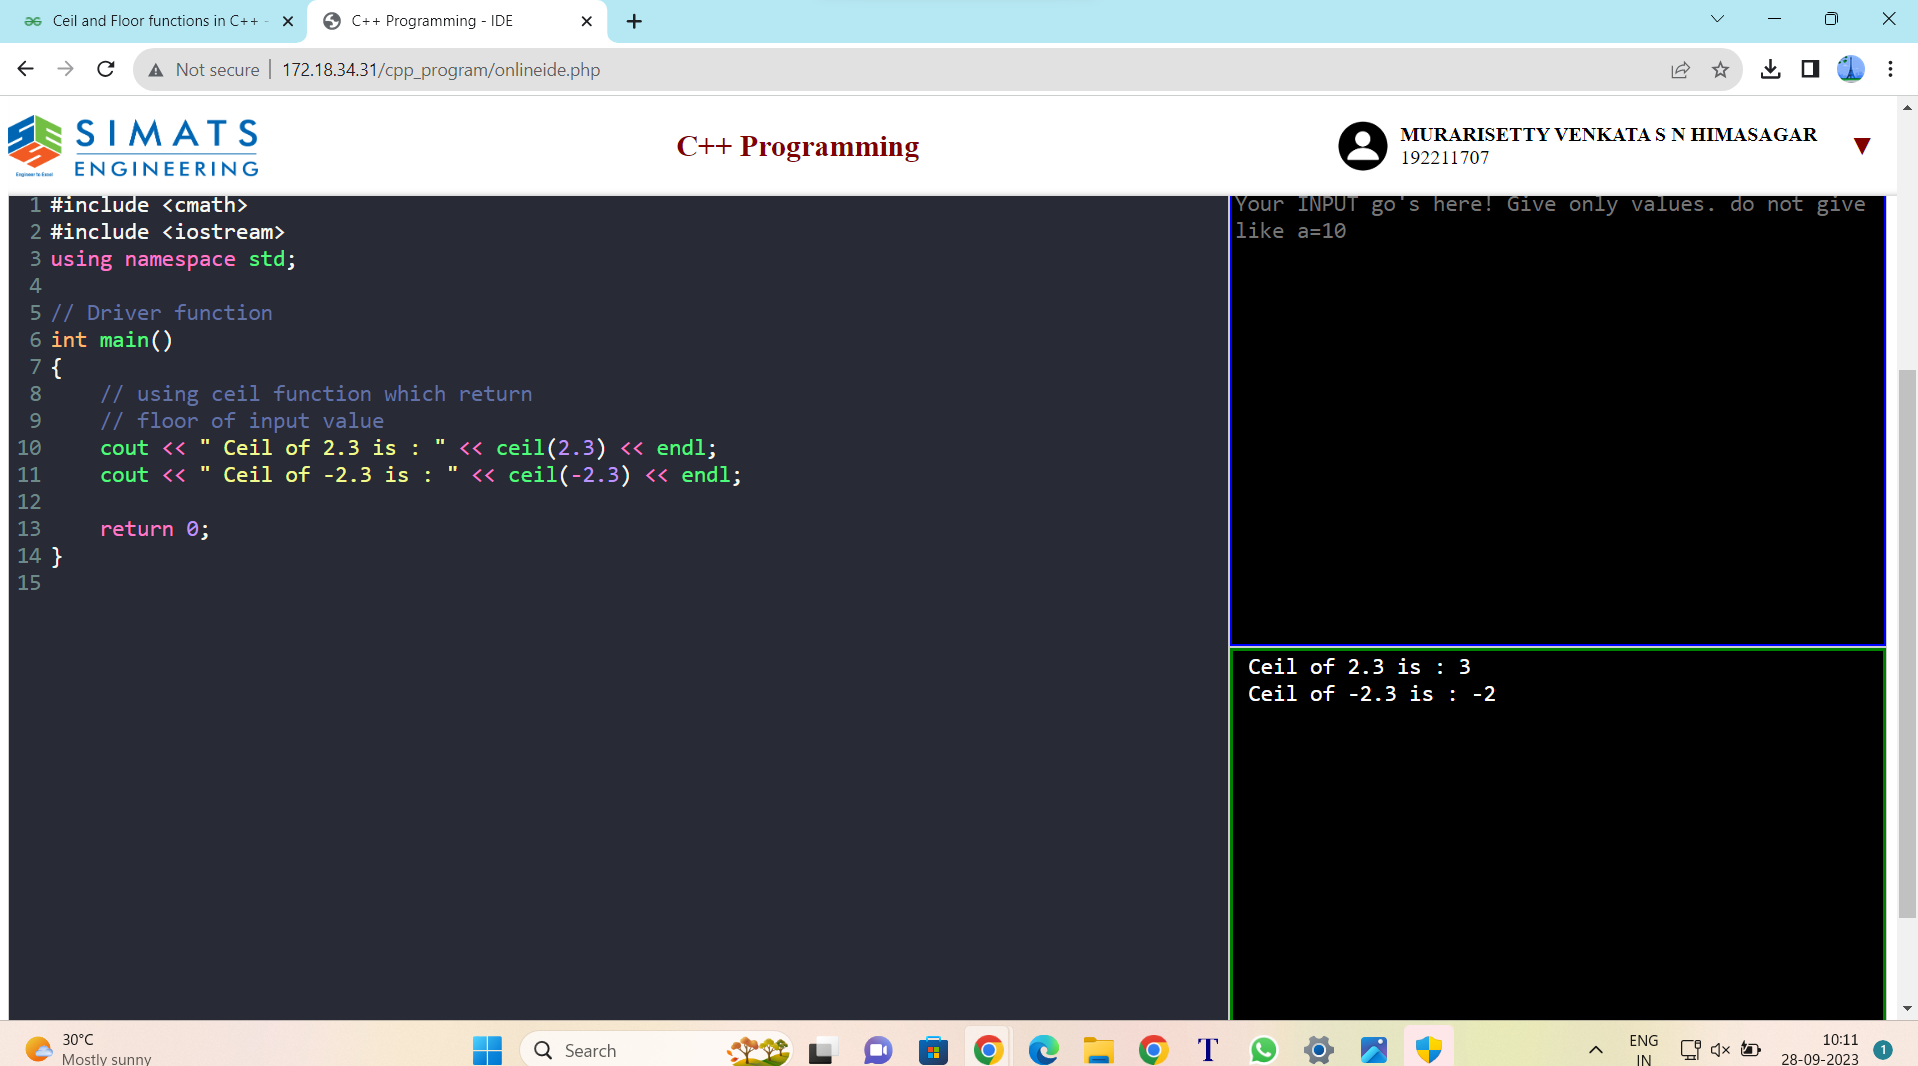 Ceil and Floor functions in C++ -
C++ Programming - IDE
Not secure
172.18.34.31/cpp_program/onlineide.php
SIMATS
ENGINEERING
Engineer to Excel
C++ Programming
MURARISETTY VENKATA S N HIMASAGAR
192211707
1 #include <cmath>
2 #include <iostream>
3 using namespace std;
4
5 // Driver function
6 int main()
7 {
8     // using ceil function which return
9     // floor of input value
10     cout << " Ceil of 2.3 is : " << ceil(2.3) << endl;
11     cout << " Ceil of -2.3 is : " << ceil(-2.3) << endl;
12
13     return 0;
14 }
15
Your INPUT go's here! Give only values. do not give
like a=10
Ceil of 2.3 is : 3
Ceil of -2.3 is : -2
30°C
Mostly sunny
Search
T
ENG
IN
10:11
28-09-2023
1